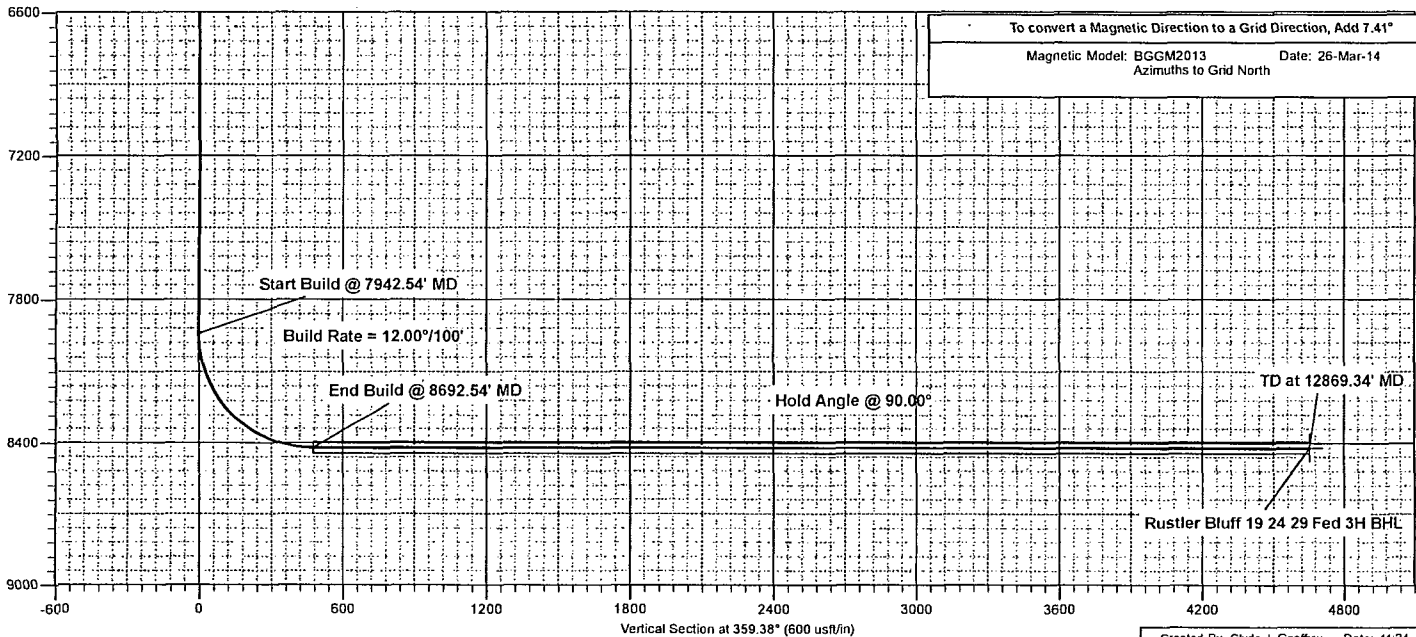 To convert a Magnetic Direction to a Grid Direction, Add 7.41°
Magnetic Model: BGGM2013 Date: 26-Mar-14
Azimuths to Grid North
6600
7200
7800
8400
9000
Start Build @ 7942.54' MD
Build Rate = 12.00°/100'
End Build @ 8692.54' MD
Hold Angle @ 90.00°
TD at 12869.34' MD
Rustler Bluff 19 24 29 Fed 3H BHL
-600 0 600 1200 1800 2400 3000 3600 4200 4800
Vertical Section at 359.38° (600 usft/in)
Created By: Date: